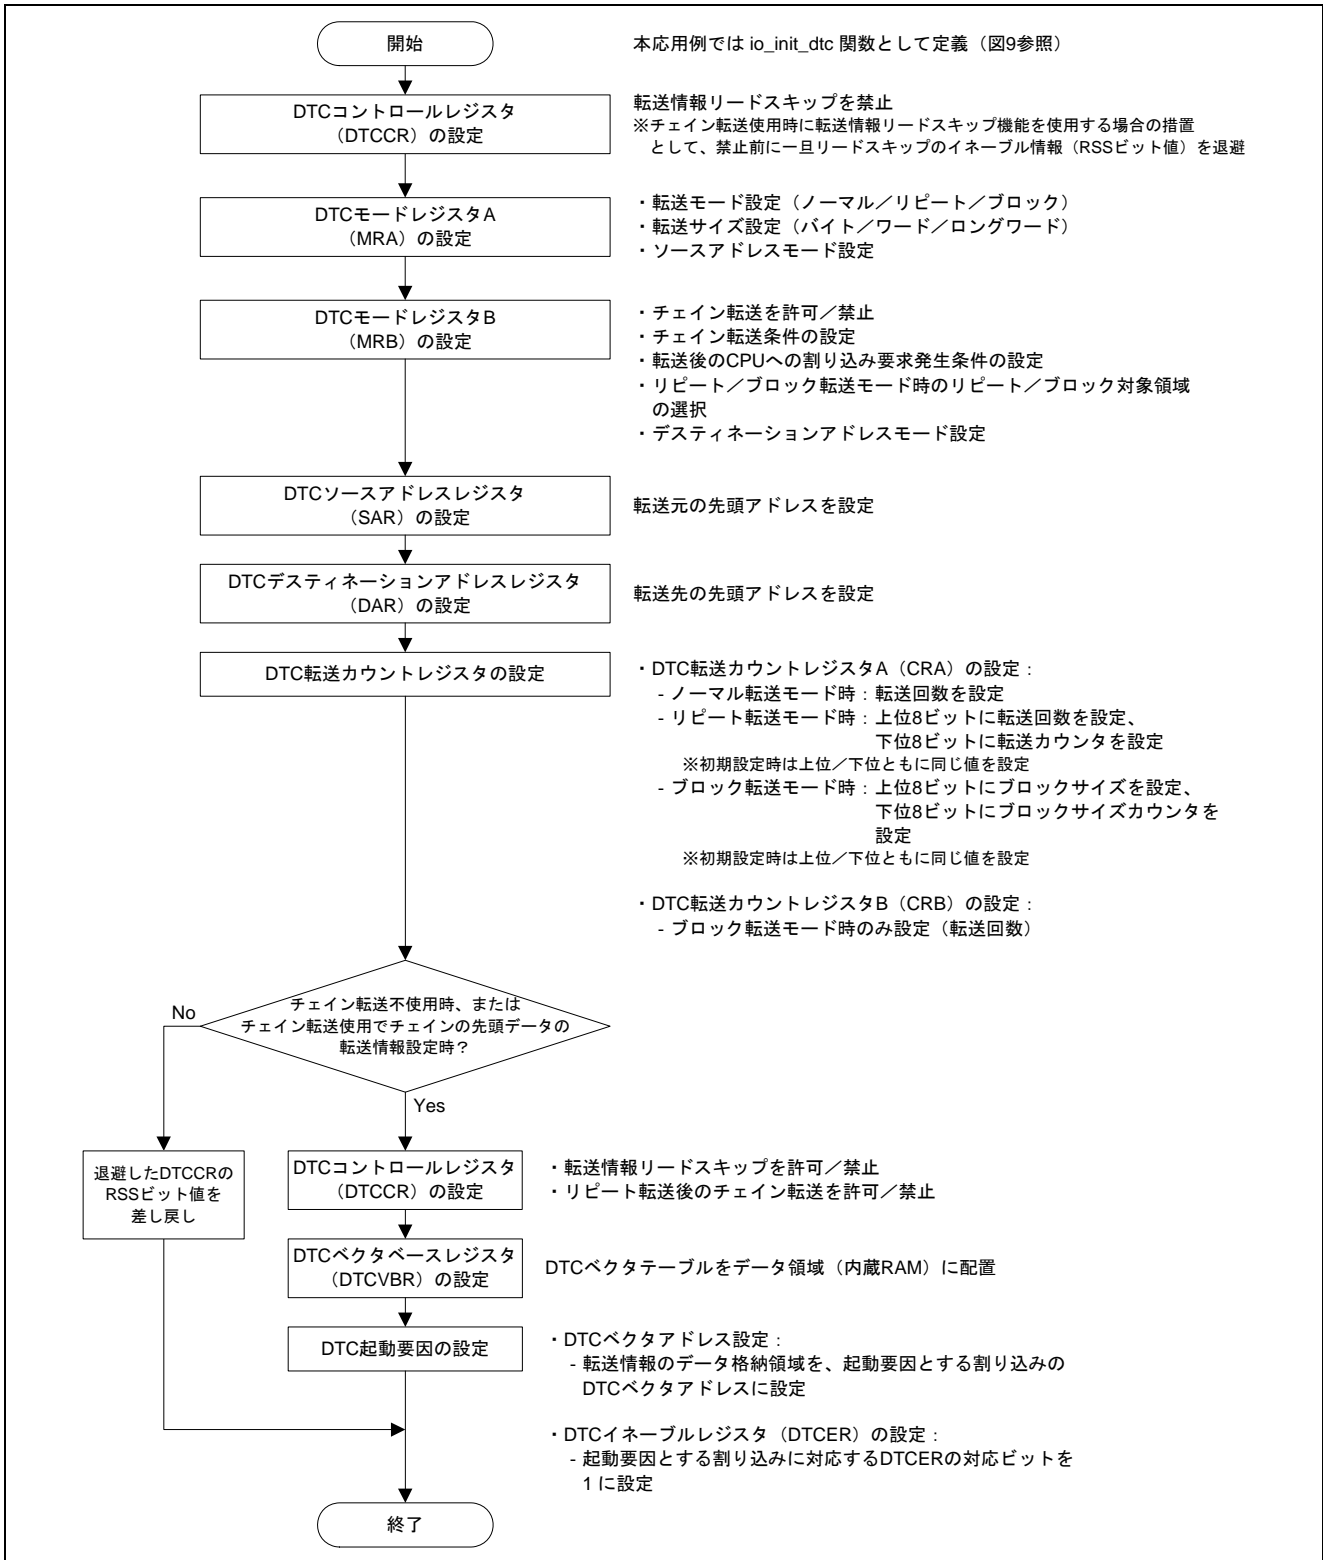 開始
本応用例では io_init_dtc 関数として定義（図9参照）
DTCコントロールレジスタ
（DTCCR）の設定
転送情報リードスキップを禁止
※チェイン転送使用時に転送情報リードスキップ機能を使用する場合の措置
として、禁止前に一旦リードスキップのイネーブル情報（RSSビット値）を退避
DTCモードレジスタA
（MRA）の設定
・転送モード設定（ノーマル／リピート／ブロック）
・転送サイズ設定（バイト／ワード／ロングワード）
・ソースアドレスモード設定
DTCモードレジスタB
（MRB）の設定
・チェイン転送を許可／禁止
・チェイン転送条件の設定
・転送後のCPUへの割り込み要求発生条件の設定
・リピート／ブロック転送モード時のリピート／ブロック対象領域
の選択
・デスティネーションアドレスモード設定
DTCソースアドレスレジスタ
（SAR）の設定
転送元の先頭アドレスを設定
DTCデスティネーションアドレスレジスタ
（DAR）の設定
転送先の先頭アドレスを設定
DTC転送カウントレジスタの設定
・DTC転送カウントレジスタA（CRA）の設定：
- ノーマル転送モード時：転送回数を設定
- リピート転送モード時：上位8ビットに転送回数を設定、
下位8ビットに転送カウンタを設定
※初期設定時は上位／下位ともに同じ値を設定
- ブロック転送モード時：上位8ビットにブロックサイズを設定、
下位8ビットにブロックサイズカウンタを
設定
※初期設定時は上位／下位ともに同じ値を設定
・DTC転送カウントレジスタB（CRB）の設定：
- ブロック転送モード時のみ設定（転送回数）
チェイン転送不使用時、または
チェイン転送使用でチェインの先頭データの
転送情報設定時？
No
Yes
退避したDTCCRの
RSSビット値を
差し戻し
DTCコントロールレジスタ
（DTCCR）の設定
・転送情報リードスキップを許可／禁止
・リピート転送後のチェイン転送を許可／禁止
DTCベクタベースレジスタ
（DTCVBR）の設定
DTCベクタテーブルをデータ領域（内蔵RAM）に配置
DTC起動要因の設定
・DTCベクタアドレス設定：
- 転送情報のデータ格納領域を、起動要因とする割り込みの
DTCベクタアドレスに設定
・DTCイネーブルレジスタ（DTCER）の設定：
- 起動要因とする割り込みに対応するDTCERの対応ビットを
1 に設定
終了